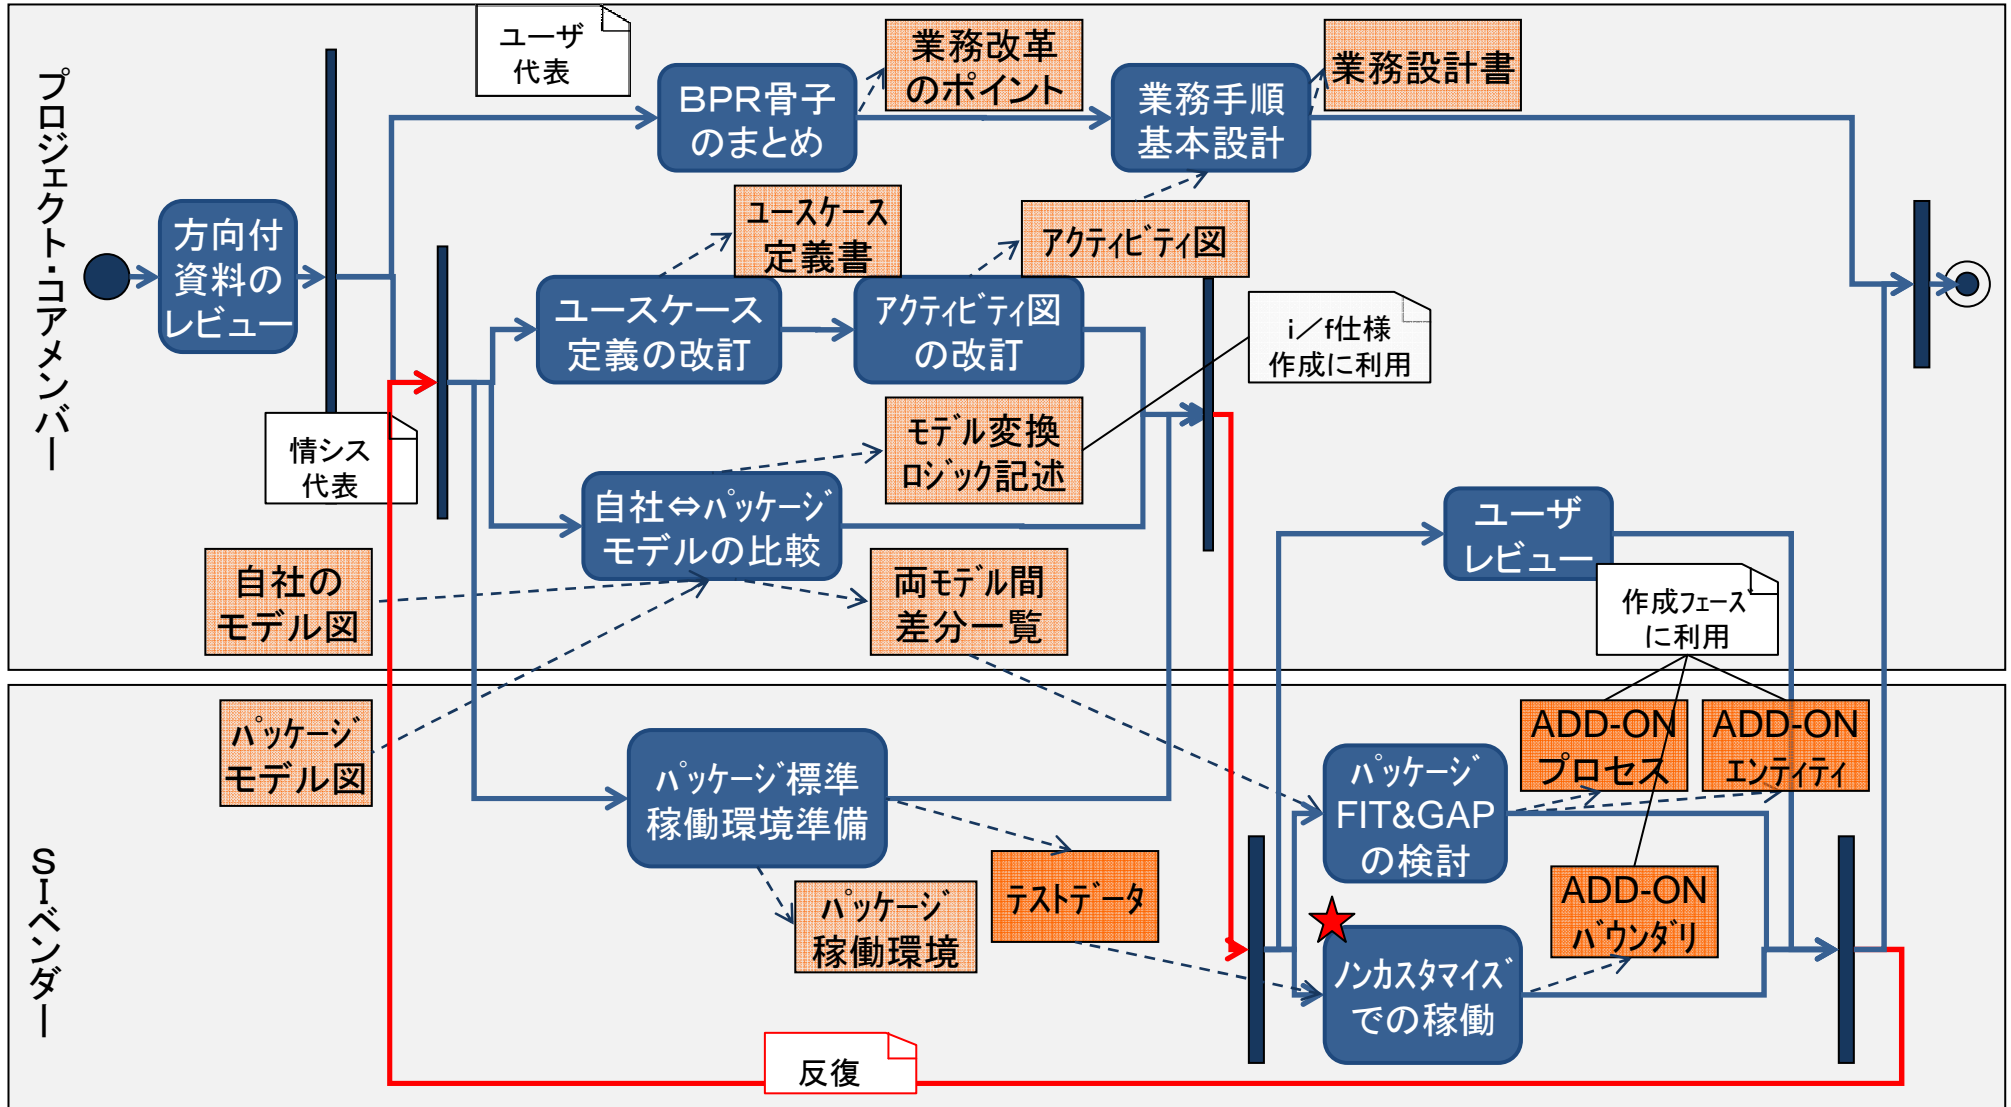 プロジェクト・コアメンバー
ユーザ
代表
BPR骨子
のまとめ
業務改革
のポイント
業務手順
基本設計
業務設計書
方向付
資料の
レビュー
ユースケース
定義書
アクティビティ図
ユースケース
定義の改訂
アクティビティ図
の改訂
i/f仕様
作成に利用
情シス
代表
モデル変換
ロジック記述
自社⇔パッケージ
モデルの比較
ユーザ
レビュー
自社の
モデル図
両モデル間
差分一覧
作成フェーズ
に利用
SIベンダー
パッケージ
モデル図
パッケージ標準
稼働環境準備
パッケージ
FIT&GAP
の検討
ADD-ON
プロセス
ADD-ON
エンティティ
パッケージ
稼働環境
テストデータ
ADD-ON
バウンダリ
ノンカスタマイズ
での稼働
反復